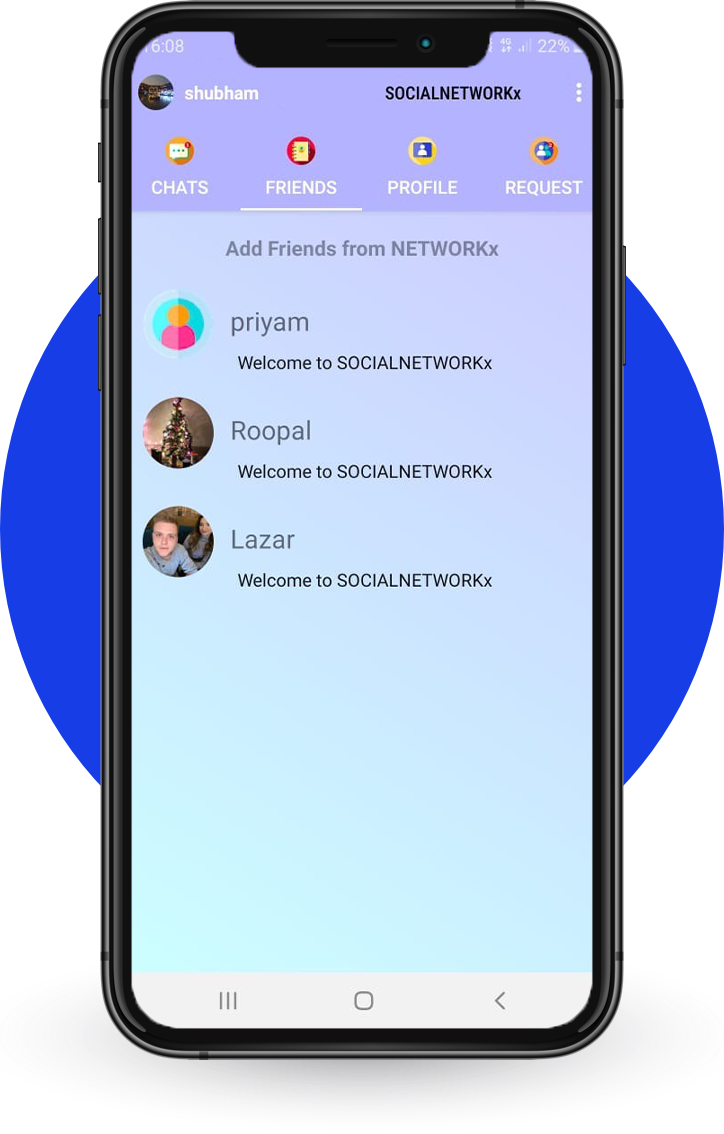 16:08 4G 22%
shubham SOCIALNETWORKx
CHATS FRIENDS PROFILE REQUEST
Add Friends from NETWORKx
priyam
Welcome to SOCIALNETWORKx
Roopal
Welcome to SOCIALNETWORKx
Lazar
Welcome to SOCIALNETWORKx